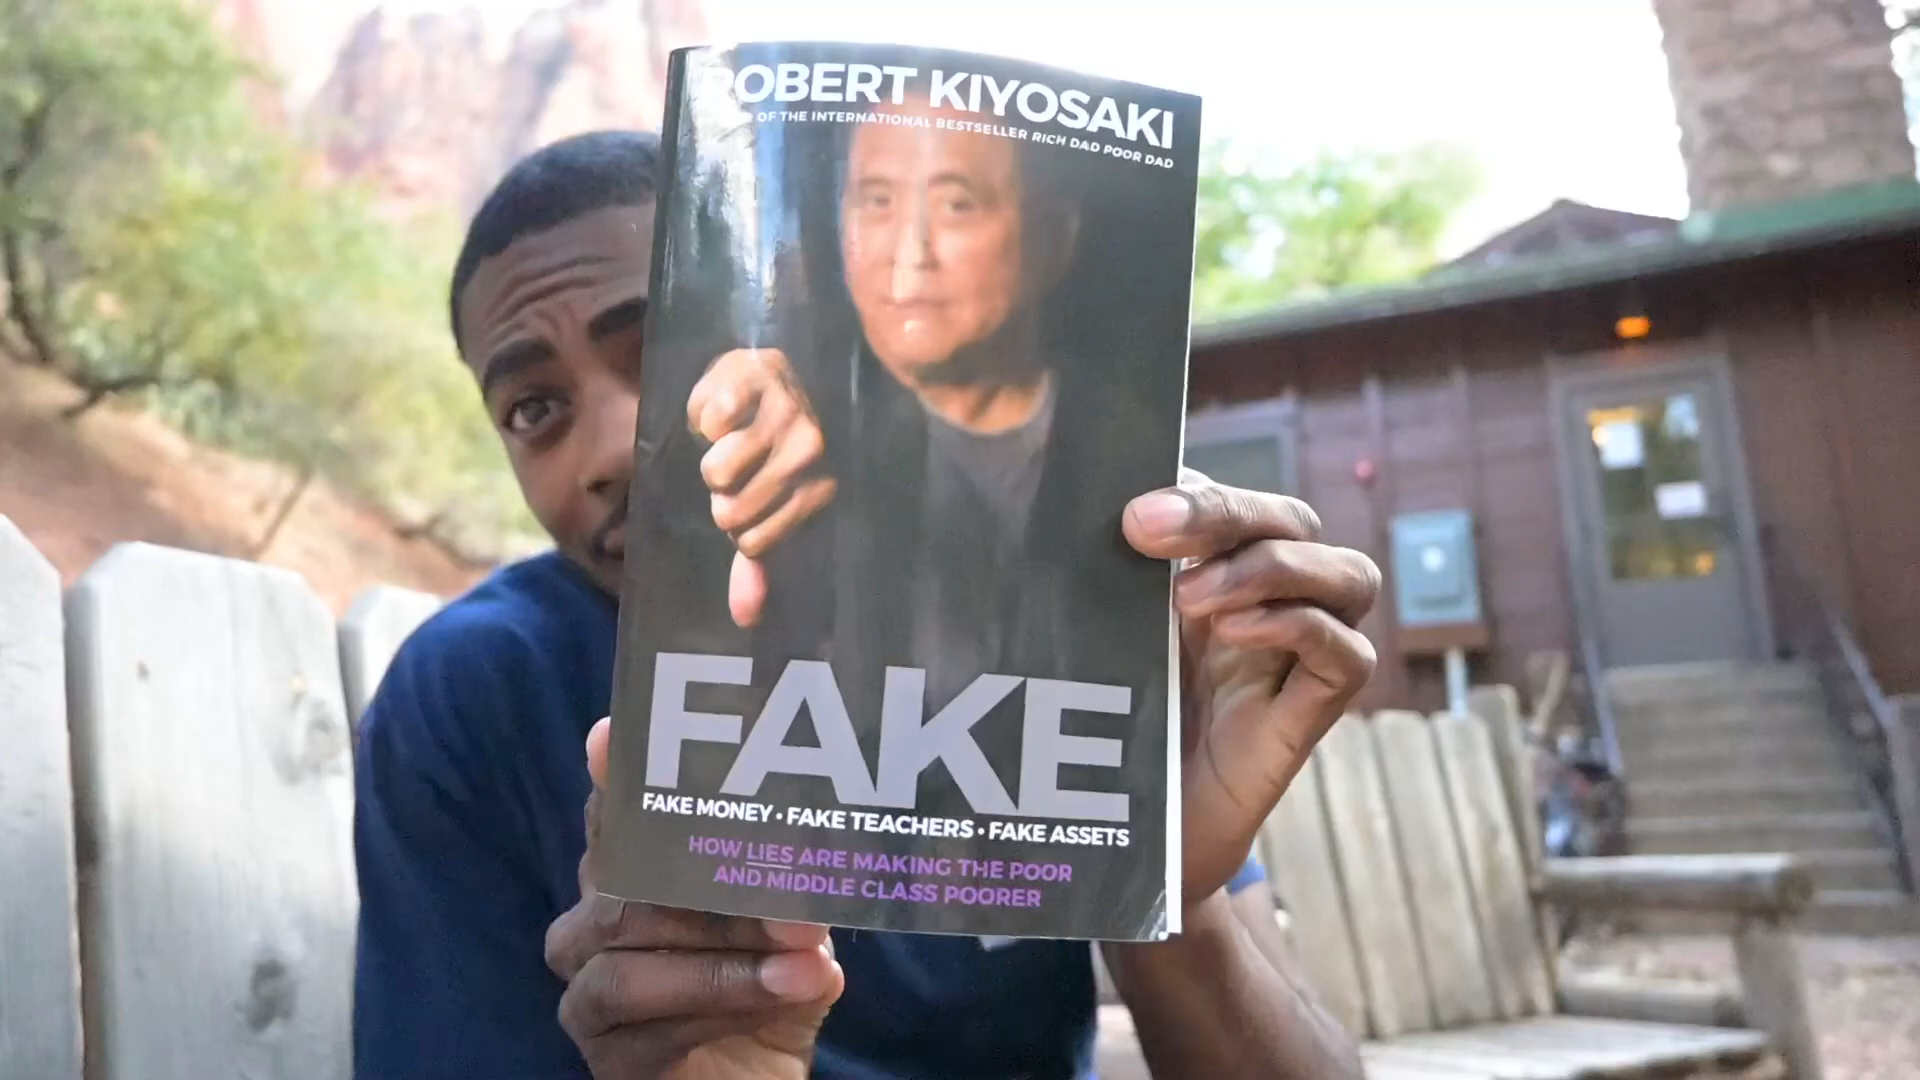 ROBERT KIYOSAKI
OF THE INTERNATIONAL BESTSELLER RICH DAD POOR DAD
FAKE
FAKE MONEY • FAKE TEACHERS • FAKE ASSETS
HOW LIES ARE MAKING THE POOR
AND MIDDLE CLASS POORER